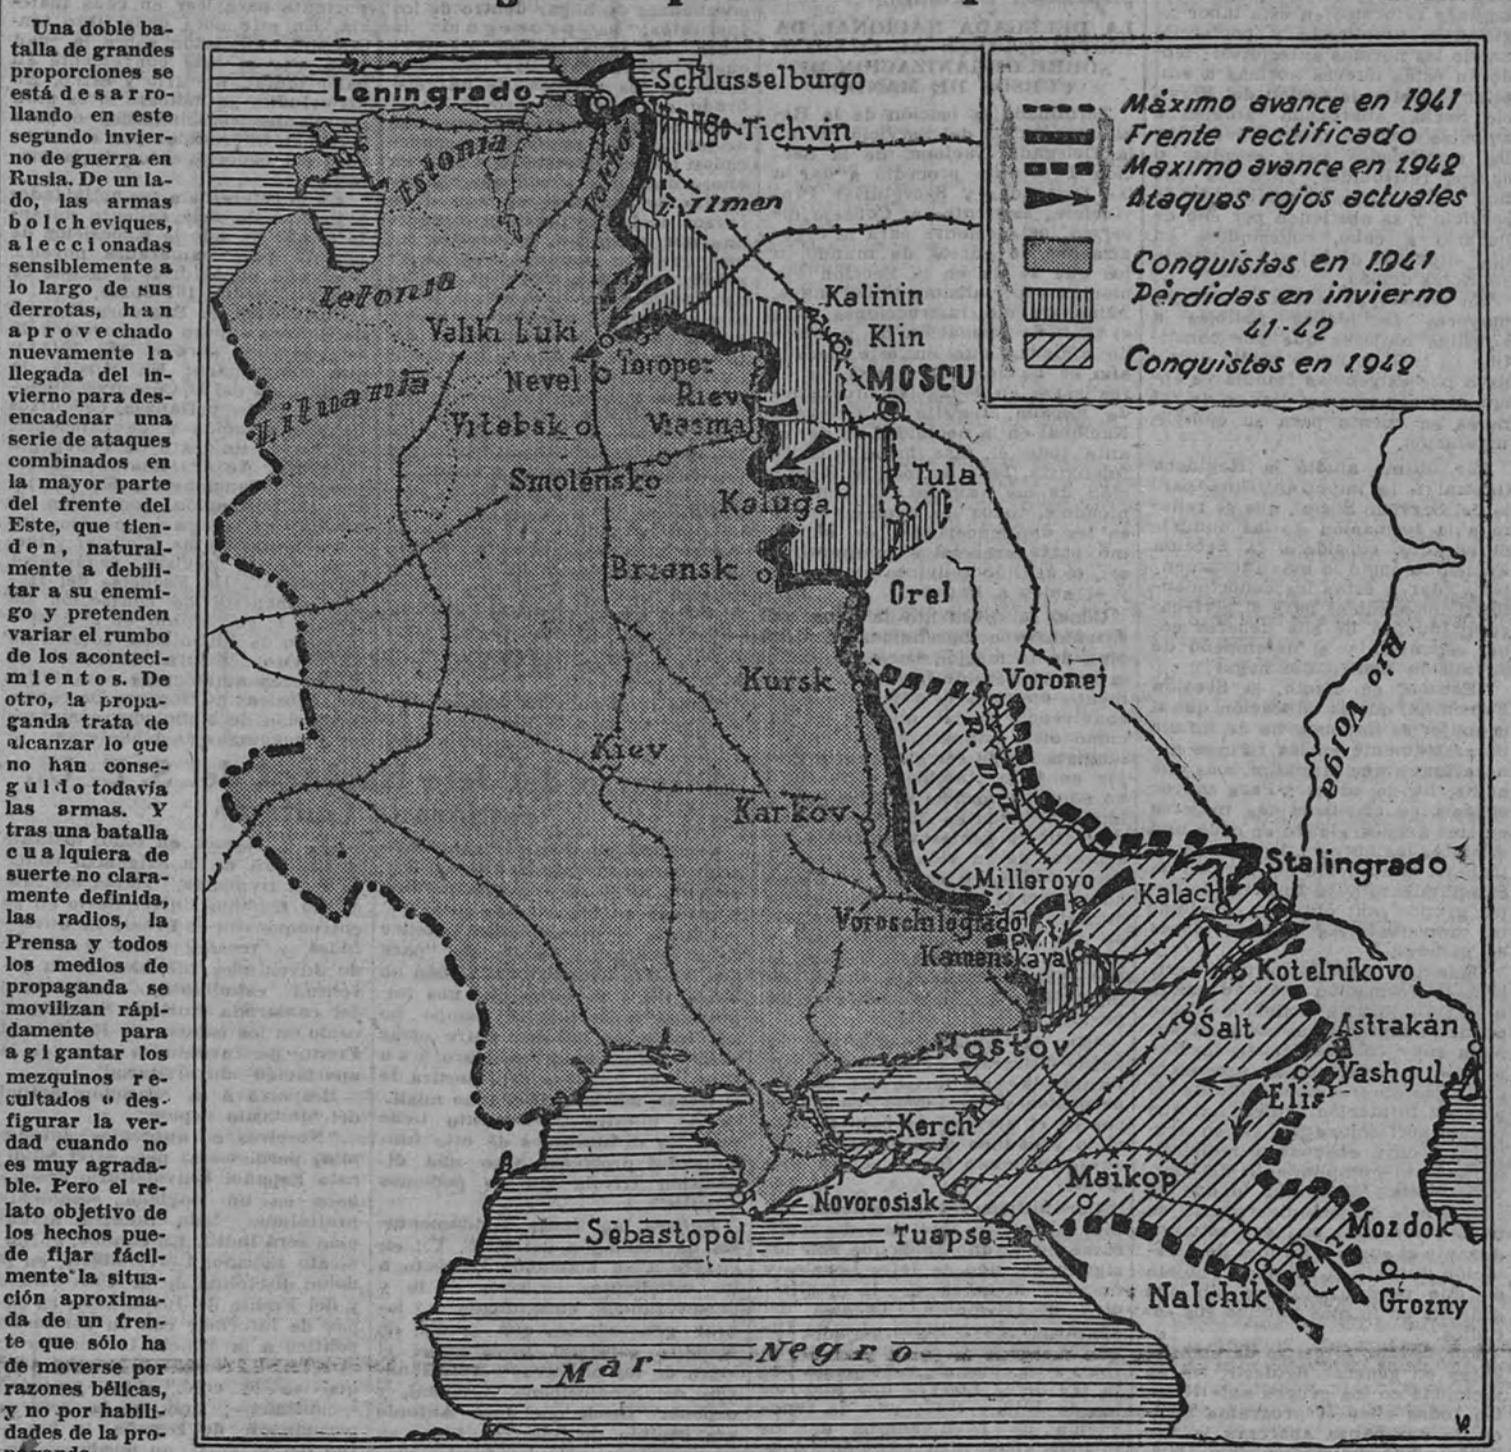 Una doble ba-
talla de grandes
proporciones se
está desarro-
llando en este
segundo invier-
no de guerra en
Rusia. De un la-
do, las armas
bolcheviques,
aleccionadas
sensiblemente a
lo largo de sus
derrotas, han
aprovechado
nuevamente la
llegada del in-
vierno para des-
encadenar una
serie de ataques
combinados en
la mayor parte
del frente del
Este, que tien-
den, natural-
mente a debili-
tar a su enemi-
go y pretenden
variar el rumbo
de los aconteci-
mientos. De
otro, la propa-
ganda trata de
alcanzar lo que
no han conse-
guido todavía
las armas. Y
tras una batalla
cualquiera de
suerte no clara-
mente definida,
las radios, la
Prensa y todos
los medios de
propaganda se
movilizan rápi-
damente para
agigantar los
mezquinos re-
cultados o des-
figurar la ver-
dad cuando no
es muy agrada-
ble. Pero el re-
lato objetivo de
los hechos pue-
de fijar fácil-
mente la situa-
ción aproxima-
da de un fren-
te que sólo ha
de moverse por
razones bélicas,
y no por habili-
dades de la pro-
Máximo avance en 1941
Frente rectificado
Maximo avance en 1942
Ataques rojos actuales
Conquistas en 1941
Pérdidas en invierno
41-42
Conquistas en 1942
Leningrado
Schlusselburgo
Tichvin
Estonia
Ilmen
Letonia
Kalinin
Veliki Luki
Klin
Toropez
Nevel
MOSCU
Lituania
Riev
Vitebsk
Viasma
Smolensko
Tula
Kaluga
Briansk
Orel
Kursk
Voronej
Rio Volga
R. Don
Kiev
Karkov
Stalingrado
Millerovo
Kalach
Voroschilogrado
Kamenskaya
Kotelnikovo
Salt
Astrakán
Rostov
Yashgul
Elis
Kerch
Maikop
Novorosisk
Sebastopol
Tuapse
Mozdok
Nalchik
Grozny
Mar Negro